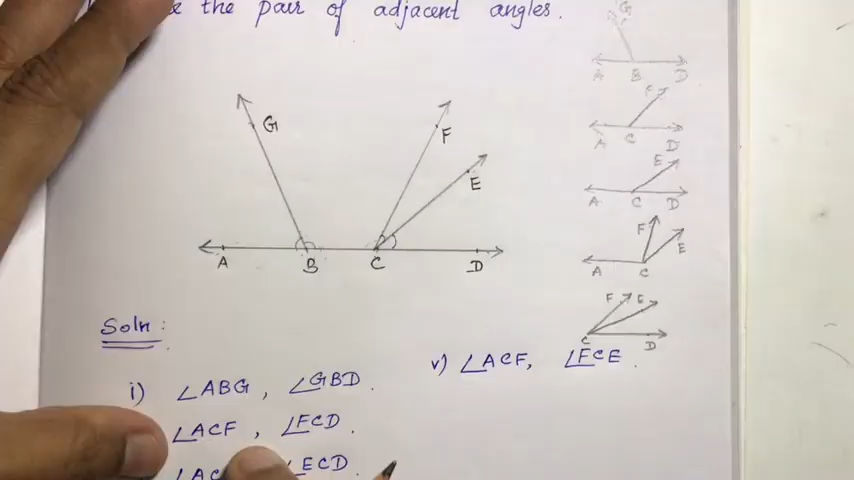 the pair of adjacent angles.
G
A B D
F
A C D
E
A C D
F E
A C
F E
C D
G
F
E
A B C D
Soln :
i) ∠ABG , ∠GBD .
∠ACF , ∠FCD .
∠ECD .
v) ∠ACF, ∠FCE .